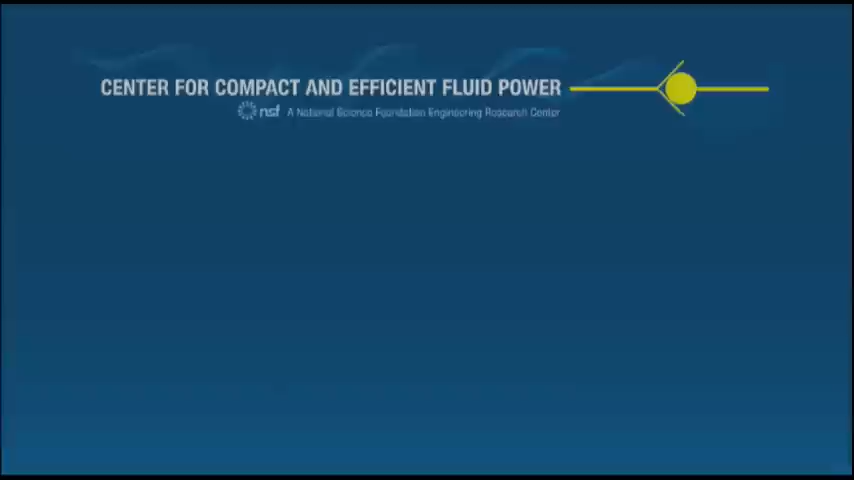 CENTER FOR COMPACT AND EFFICIENT FLUID POWER
nsf A National Science Foundation Engineering Research Center